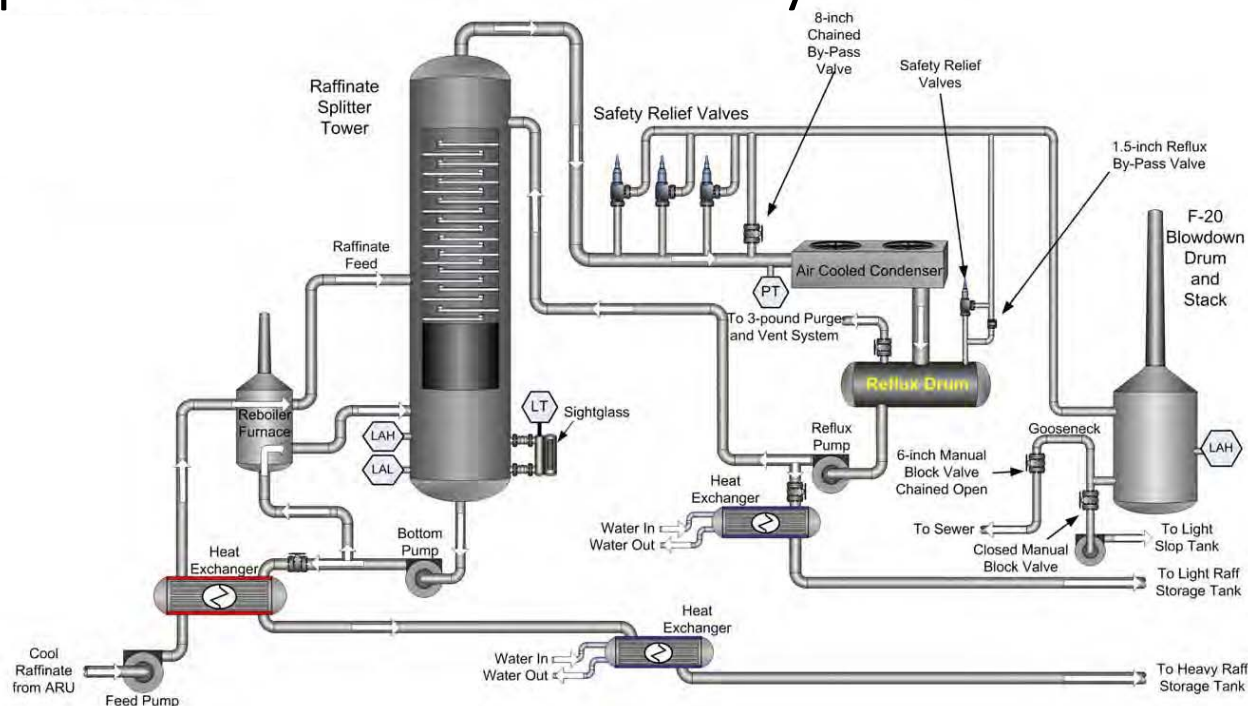 8-inch
Chained
By-Pass
Valve
Safety Relief
Valves
Raffinate
Splitter
Tower
Safety Relief Valves
1.5-inch Reflux
By-Pass Valve
F-20
Blowdown
Drum
and
Stack
Raffinate
Feed
Air Cooled Condenser
PT
To 3-pound Purge
and Vent System
Reflux Drum
Reboiler
Furnace
LT
Sightglass
LAH
LAL
Reflux
Pump
Gooseneck
LAH
6-inch Manual
Block Valve
Chained Open
Heat
Exchanger
Water In
Water Out
To Sewer
Closed Manual
Block Valve
To Light
Slop Tank
Bottom
Pump
Heat
Exchanger
To Light Raff
Storage Tank
Heat
Exchanger
Cool
Raffinate
from ARU
Feed Pump
Water In
Water Out
To Heavy Raff
Storage Tank